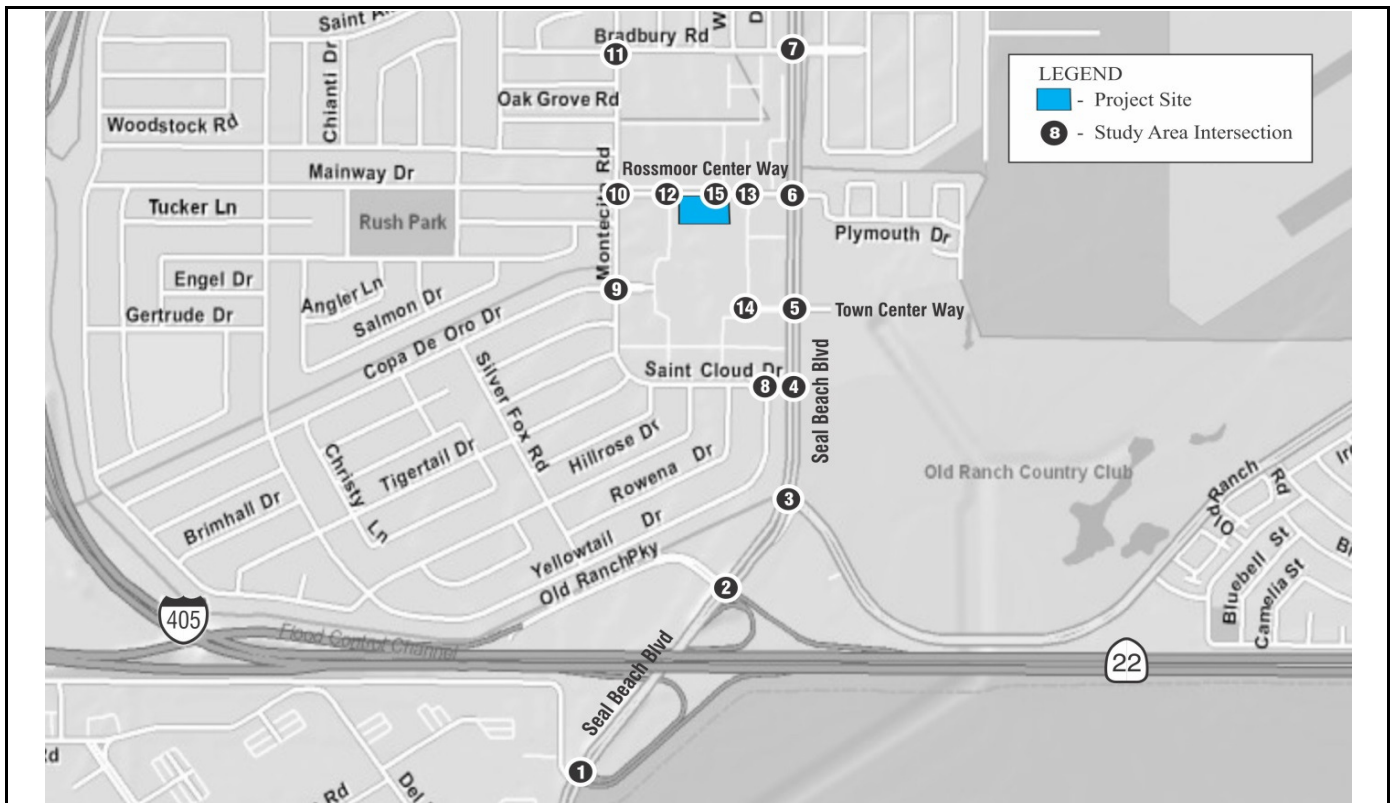 Saint
W
D
Bradbury Rd
11
7
Chianti Dr
LEGEND
- Project Site
8 - Study Area Intersection
Oak Grove Rd
Woodstock Rd
Montecito Rd
Rossmoor Center Way
Mainway Dr
10
12
15
13
6
Tucker Ln
Rush Park
Plymouth Dr
Engel Dr
Angler Ln
9
Salmon Dr
Gertrude Dr
14
5
Town Center Way
Copa De Oro Dr
Silver Fox Rd
Saint Cloud Dr
8
4
Seal Beach Blvd
Christy Ln
Tigertail Dr
Hillrose Dr
Rowena Dr
Old Ranch Country Club
Old Ranch Rd
3
Brimhall Dr
Yellowtail Dr
Old Ranch Pky
2
Bluebell St
Camelia St
405
Flood Control Channel
22
Seal Beach Blvd
1
Rd
Del